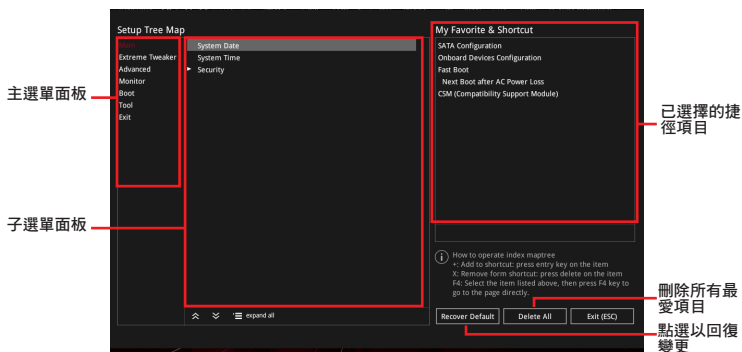 Setup Tree Map
Main
Extreme Tweaker
Advanced
Monitor
Boot
Tool
Exit
System Date
System Time
Security
expand all
My Favorite & Shortcut
SATA Configuration
Onboard Devices Configuration
Fast Boot
Next Boot after AC Power Loss
CSM (Compatibility Support Module)
How to operate index maptree
+: Add to shortcut: press entry key on the item
X: Remove form shortcut: press delete on the item
F4: Select the item listed above, then press F4 key to
go to the page directly.
Recover Default
Delete All
Exit (ESC)
主選單面板
子選單面板
已選擇的捷
徑項目
刪除所有最
愛項目
點選以回復
變更